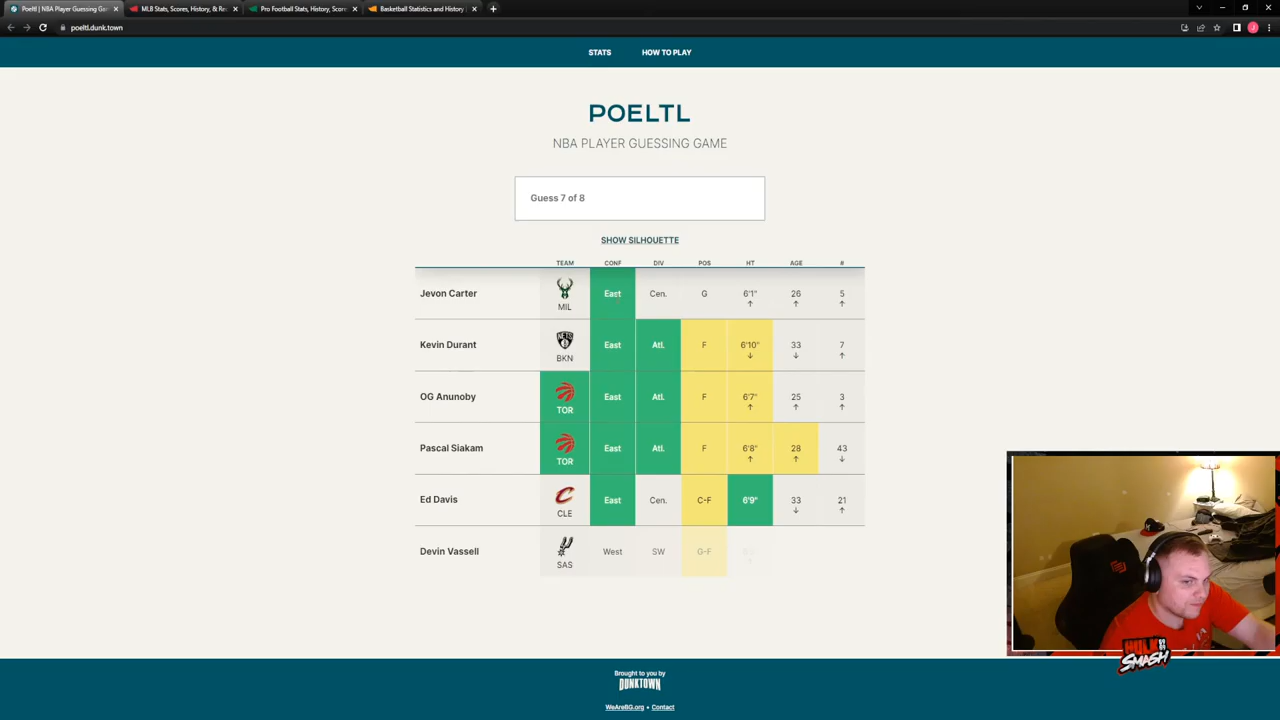 Poeltl | NBA Player Guessing Gam
MLB Stats, Scores, History, & Re
Pro Football Stats, History, Score
Basketball Statistics and History
poeltl.dunk.town
STATS HOW TO PLAY
POELTL
NBA PLAYER GUESSING GAME
Guess 7 of 8
SHOW SILHOUETTE
TEAM CONF DIV POS HT AGE #
Jevon Carter MIL East Cen. G 6'1" ↑ 26 ↑ 5 ↑
Kevin Durant BKN East Atl. F 6'10" ↓ 33 ↓ 7 ↑
OG Anunoby TOR East Atl. F 6'7" ↑ 25 ↑ 3 ↑
Pascal Siakam TOR East Atl. F 6'8" ↑ 28 ↑ 43 ↓
Ed Davis CLE East Cen. C-F 6'9" 33 ↓ 21 ↑
Devin Vassell SAS West SW G-F
HULK
SMASH
Brought to you by
DUNKTOWN
WeAreBG.org • Contact